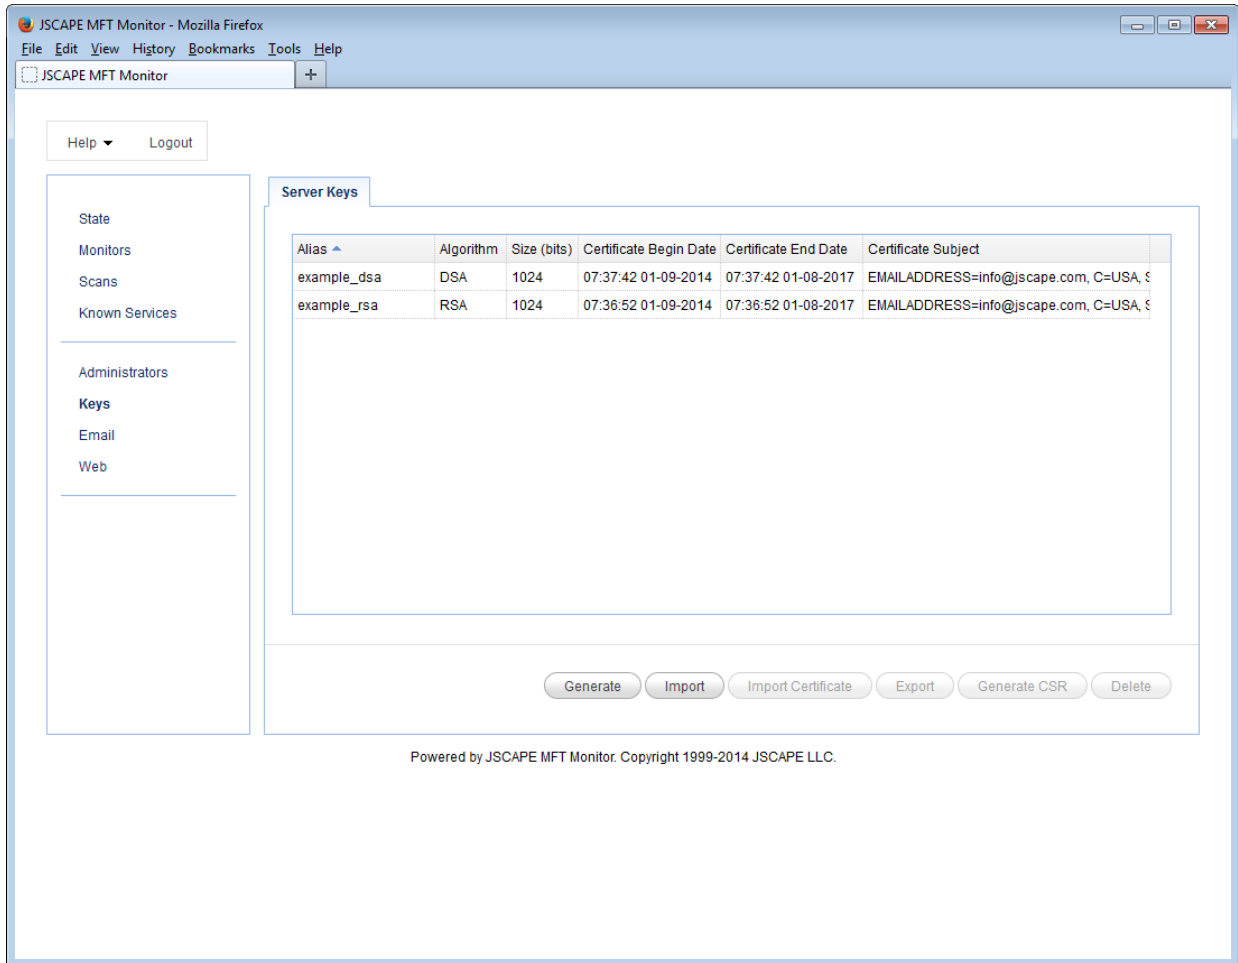 JSCAPE MFT Monitor - Mozilla Firefox
File Edit View History Bookmarks Tools Help
JSCAPE MFT Monitor +
Help Logout
State
Monitors
Scans
Known Services
Administrators
Keys
Email
Web
Server Keys
Alias Algorithm Size (bits) Certificate Begin Date Certificate End Date Certificate Subject
example_dsa DSA 1024 07:37:42 01-09-2014 07:37:42 01-08-2017 EMAILADDRESS=info@jscape.com, C=USA,
example_rsa RSA 1024 07:36:52 01-09-2014 07:36:52 01-08-2017 EMAILADDRESS=info@jscape.com, C=USA,
Generate Import Import Certificate Export Generate CSR Delete
Powered by JSCAPE MFT Monitor. Copyright 1999-2014 JSCAPE LLC.